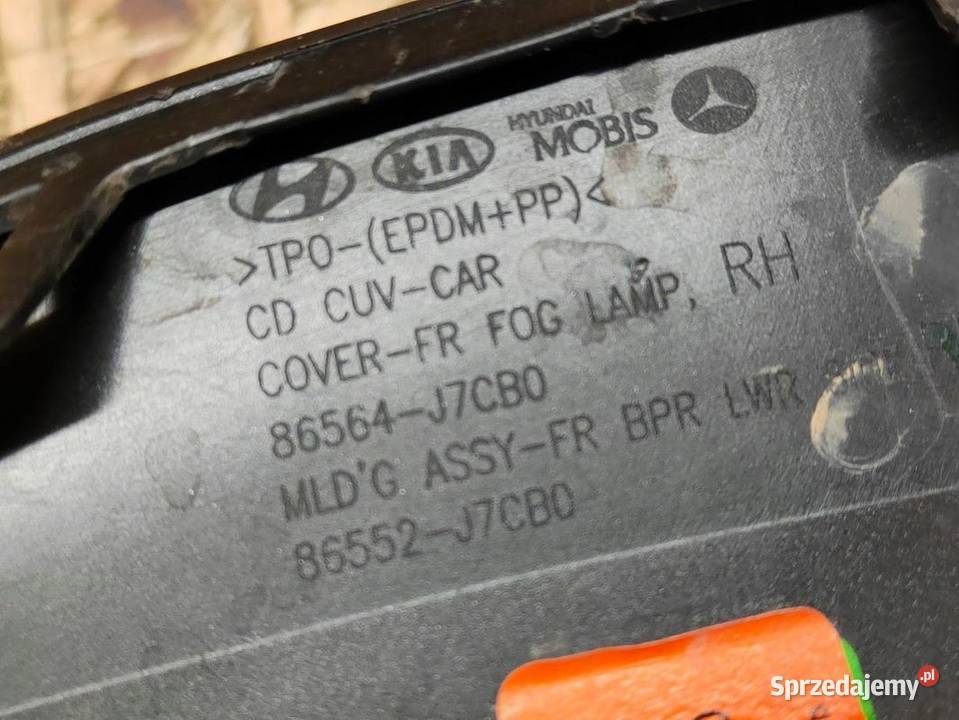 KIA HYUNDAI MOBIS
>TPO-(EPDM+PP)<
CD CUV-CAR
COVER-FR FOG LAMP, RH
86564-J7CB0
MLD'G ASSY-FR BPR LWR
86552-J7CB0
Sprzedajemy.pl